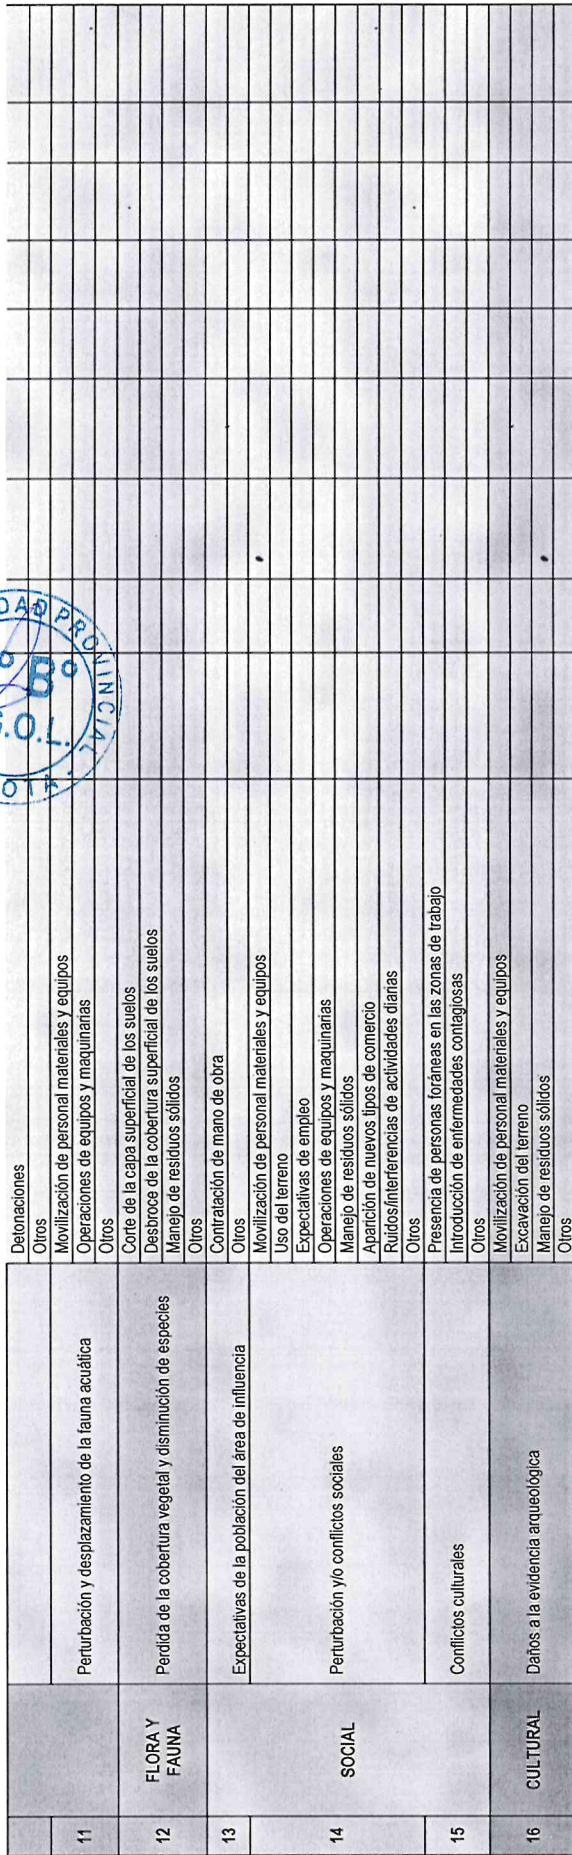 Detonaciones
Otros
11
Perturbación y desplazamiento de la fauna acuática
Movilización de personal materiales y equipos
Operaciones de equipos y maquinarias
Otros
FLORA Y
FAUNA
12
Perdida de la cobertura vegetal y disminución de especies
Corte de la capa superficial de los suelos
Desbroce de la cobertura superficial de los suelos
Manejo de residuos sólidos
Otros
SOCIAL
13
Expectativas de la población del área de influencia
Contratación de mano de obra
Otros
14
Perturbación y/o conflictos sociales
Movilización de personal materiales y equipos
Uso del terreno
Expectativas de empleo
Operaciones de equipos y maquinarias
Manejo de residuos sólidos
Aparición de nuevos tipos de comercio
Ruidos/interferencias de actividades diarias
Otros
15
Conflictos culturales
Presencia de personas foráneas en las zonas de trabajo
Introducción de enfermedades contagiosas
Otros
16
CULTURAL
Daños a la evidencia arqueológica
Movilización de personal materiales y equipos
Excavación del terreno
Manejo de residuos sólidos
Otros
DAD PROVINCIAL
B°
.O.L.
OTA